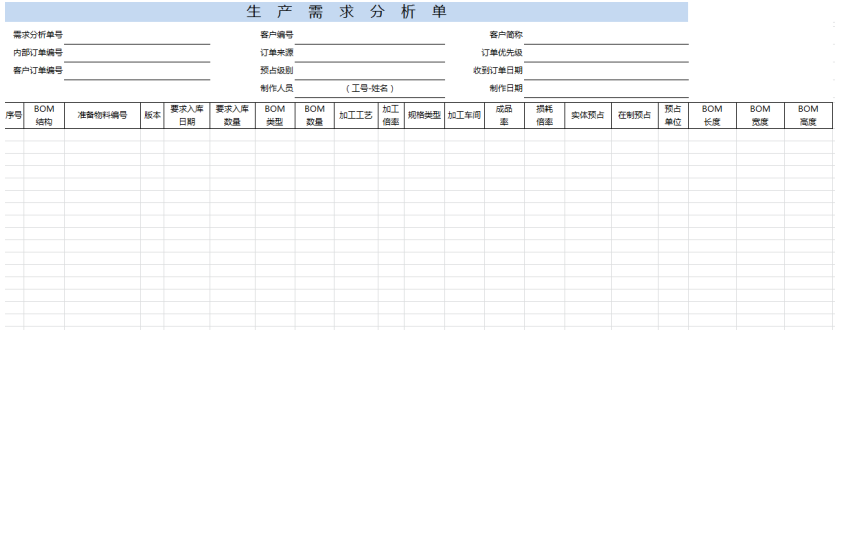 生 产 需 求 分 析 单
需求分析单号 客户编号 客户简称
内部订单编号 订单来源 订单优先级
客户订单编号 预占级别 收到订单日期
制作人员 （工号-姓名） 制作日期
序号 BOM结构 准备物料编号 版本 要求入库日期 要求入库数量 BOM类型 BOM数量 加工工艺 加工倍率 规格类型 加工车间 成品率 损耗倍率 实体预占 在制预占 预占单位 BOM长度 BOM宽度 BOM高度